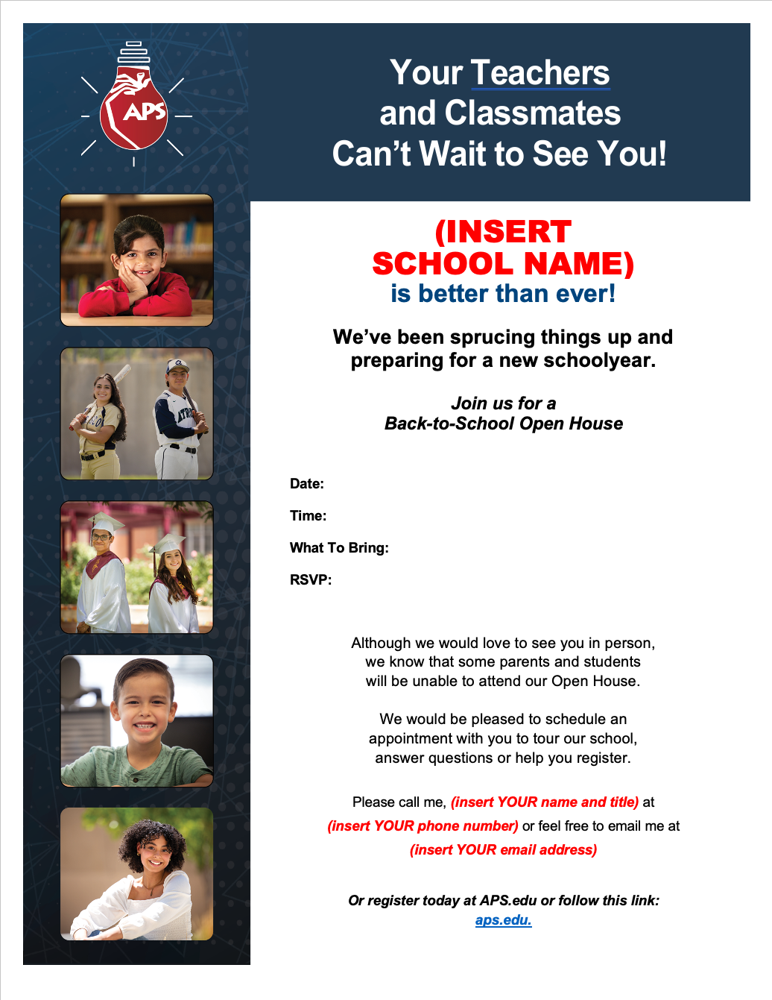 APS
Your Teachers
and Classmates
Can’t Wait to See You!
(INSERT
SCHOOL NAME)
is better than ever!
We’ve been sprucing things up and
preparing for a new schoolyear.
Join us for a
Back-to-School Open House
Date:
Time:
What To Bring:
RSVP:
Although we would love to see you in person,
we know that some parents and students
will be unable to attend our Open House.
We would be pleased to schedule an
appointment with you to tour our school,
answer questions or help you register.
Please call me, (insert YOUR name and title) at
(insert YOUR phone number) or feel free to email me at
(insert YOUR email address)
Or register today at APS.edu or follow this link:
aps.edu.